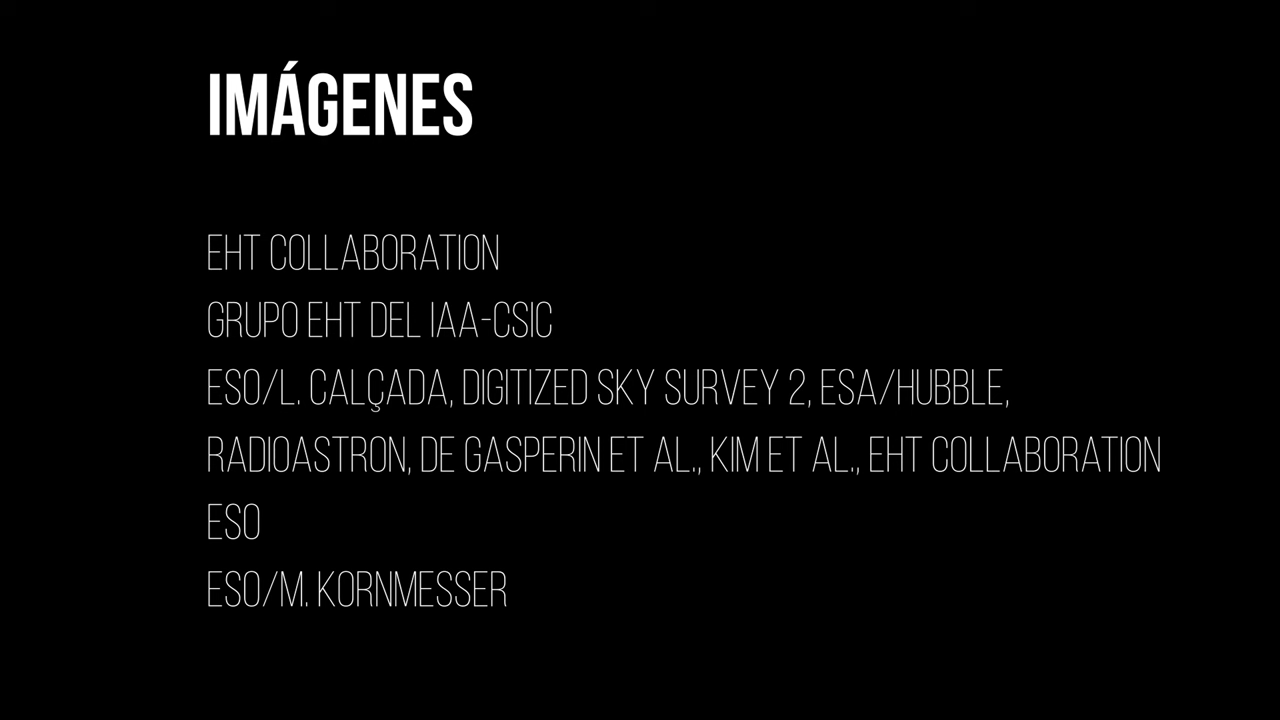 IMÁGENES
EHT COLLABORATION
GRUPO EHT DEL IAA-CSIC
ESO/L. CALÇADA, DIGITIZED SKY SURVEY 2, ESA/HUBBLE,
RADIOASTRON, DE GASPERIN ET AL., KIM ET AL., EHT COLLABORATION
ESO
ESO/M. KORNMESSER